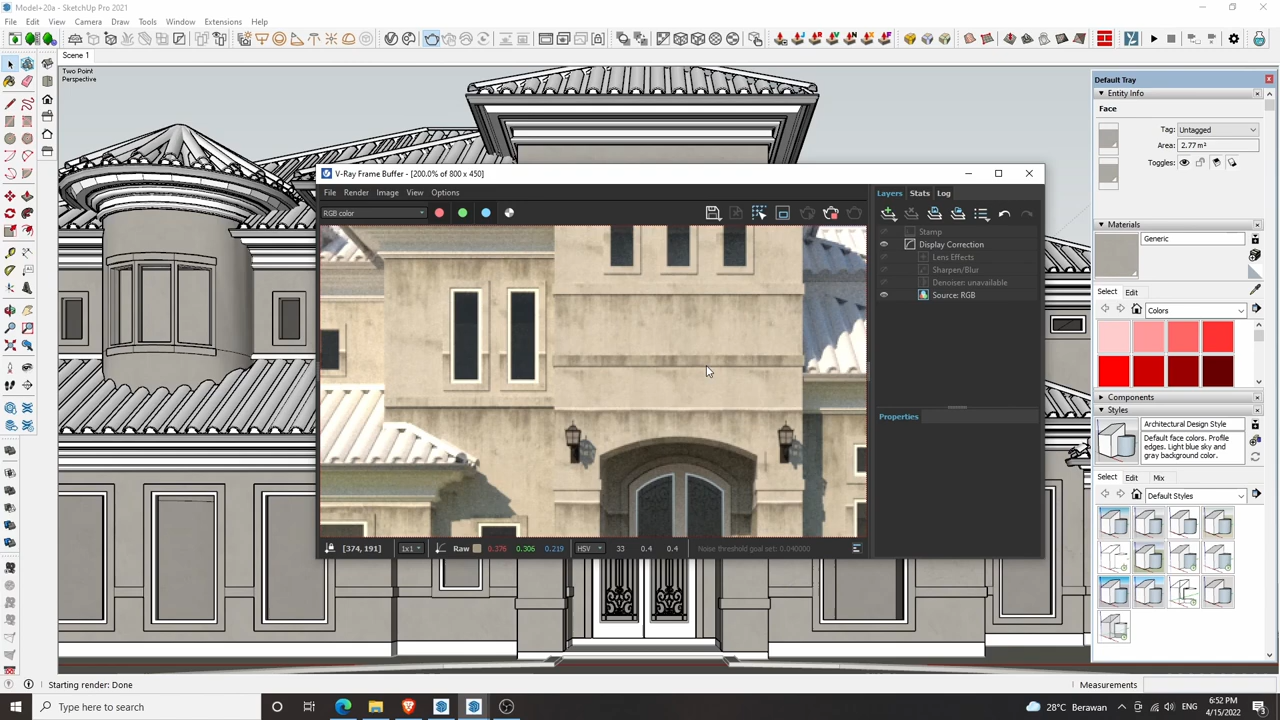 Model+20a - SketchUp Pro 2021
File Edit View Camera Draw Tools Window Extensions Help
Scene 1
Two Point
Perspective
V-Ray Frame Buffer - [200.0% of 800 x 450]
File Render Image View Options
RGB color
Layers Stats Log
Stamp
Display Correction
Lens Effects
Sharpen/Blur
Denoiser: unavailable
Source: RGB
Properties
[374, 191] 1x1 Raw 0.376 0.306 0.219 HSV 33 0.4 0.4 Noise threshold goal set: 0.040000
Default Tray
Entity Info
Face
Tag: Untagged
Area: 2.77 m²
Toggles:
Materials
Generic
Select Edit
Colors
Components
Styles
Architectural Design Style
Default face colors. Profile
edges. Light blue sky and
gray background color.
Select Edit Mix
Default Styles
Starting render: Done
Measurements
Type here to search
28°C Berawan
ENG
6:52 PM
4/15/2022
3